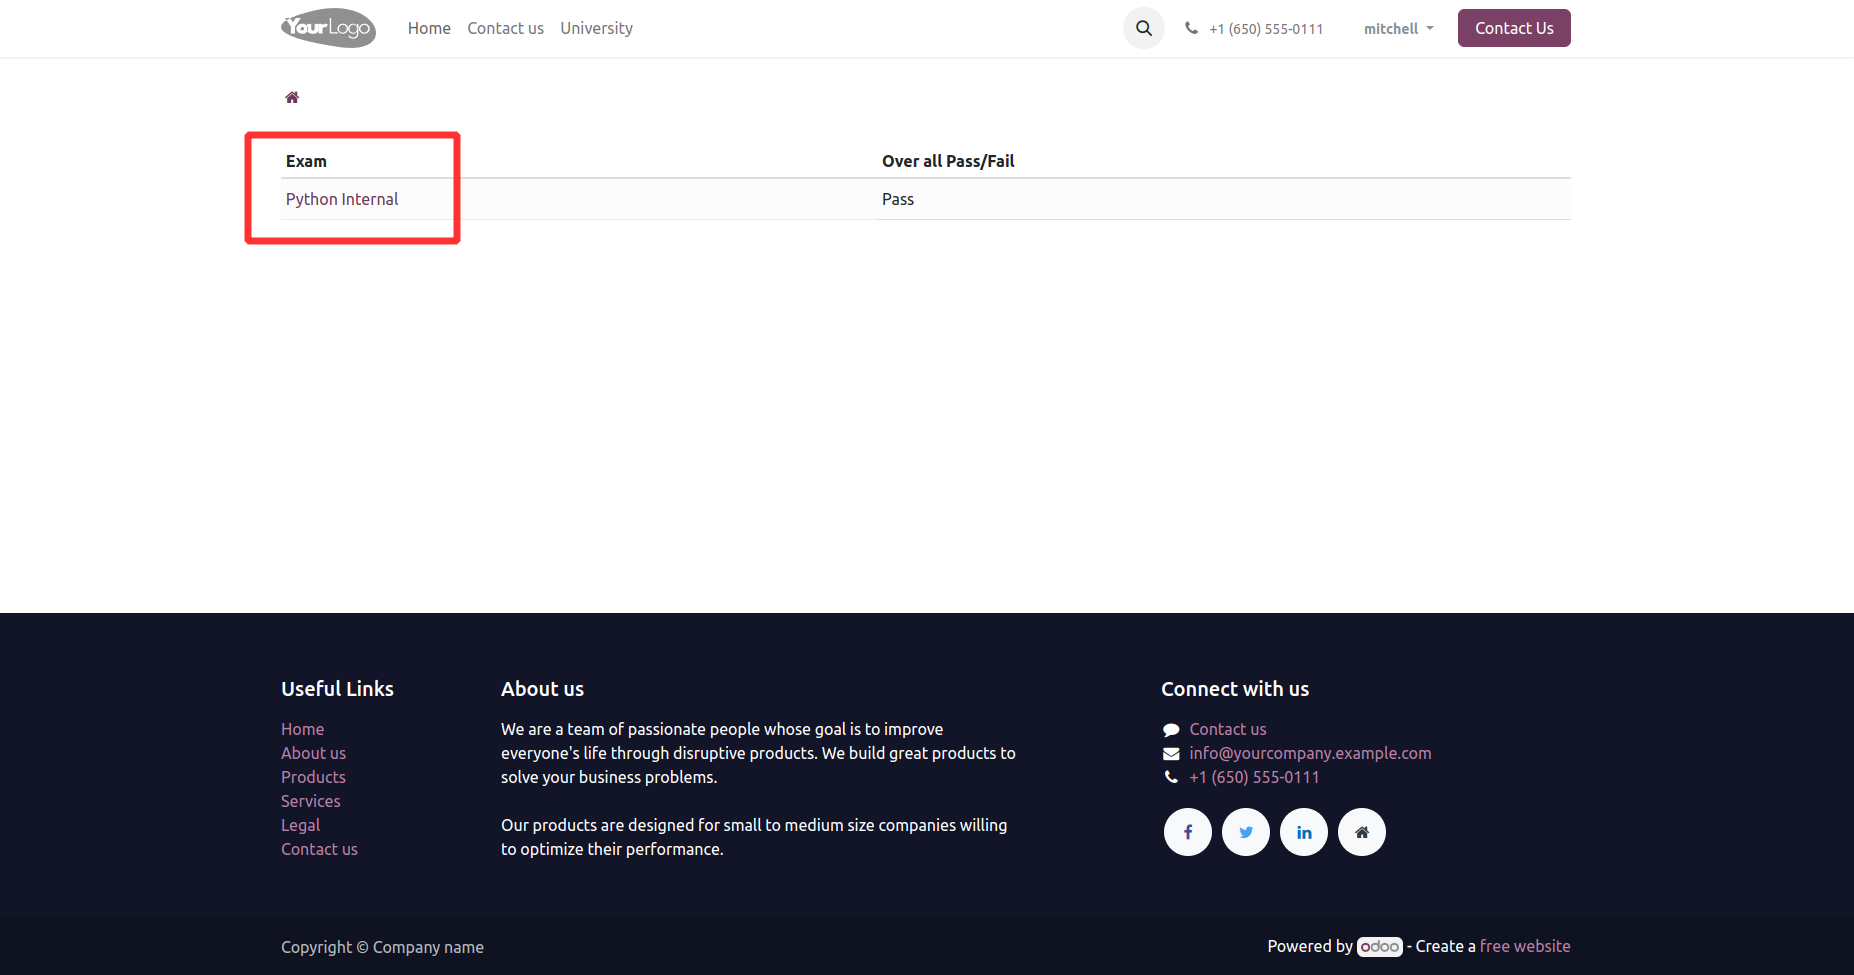 YourLogo Home Contact us University +1 (650) 555-0111 mitchell Contact Us
Exam Over all Pass/Fail
Python Internal Pass
Useful Links
Home
About us
Products
Services
Legal
Contact us
About us
We are a team of passionate people whose goal is to improve
everyone's life through disruptive products. We build great products to
solve your business problems.
Our products are designed for small to medium size companies willing
to optimize their performance.
Connect with us
Contact us
info@yourcompany.example.com
+1 (650) 555-0111
Copyright © Company name
Powered by odoo - Create a free website